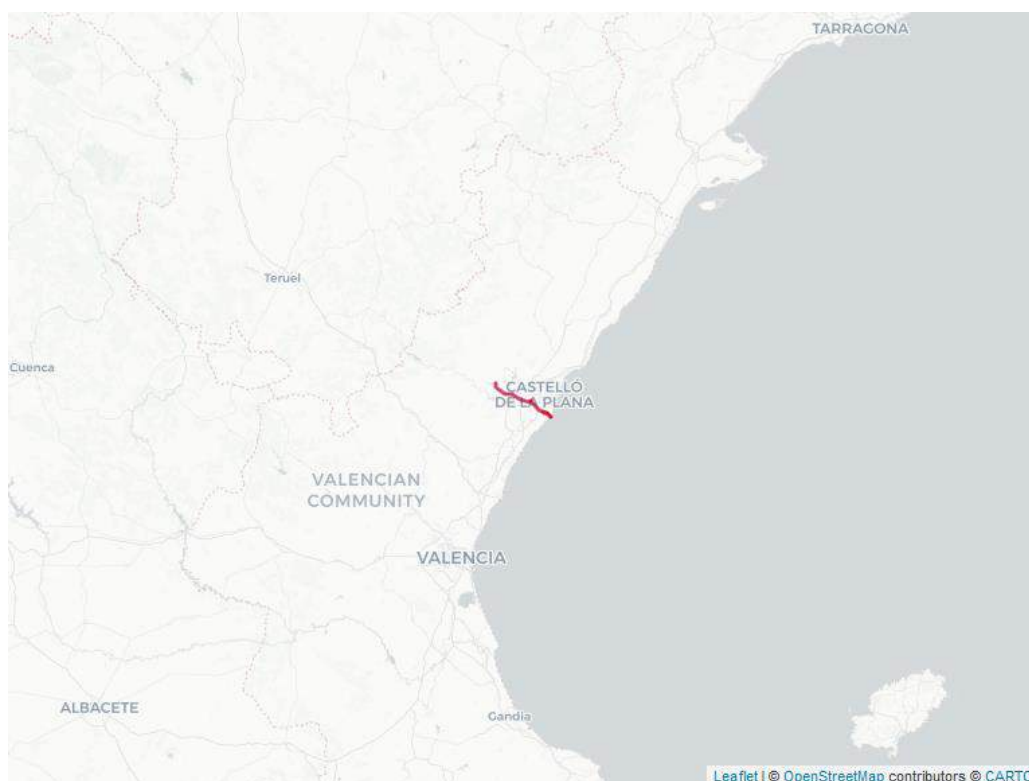 TARRAGONA
Teruel
Cuenca
CASTELLÓ
DE LA PLANA
VALENCIAN
COMMUNITY
VALENCIA
ALBACETE
Gandia
Leaflet | © OpenStreetMap contributors © CARTO